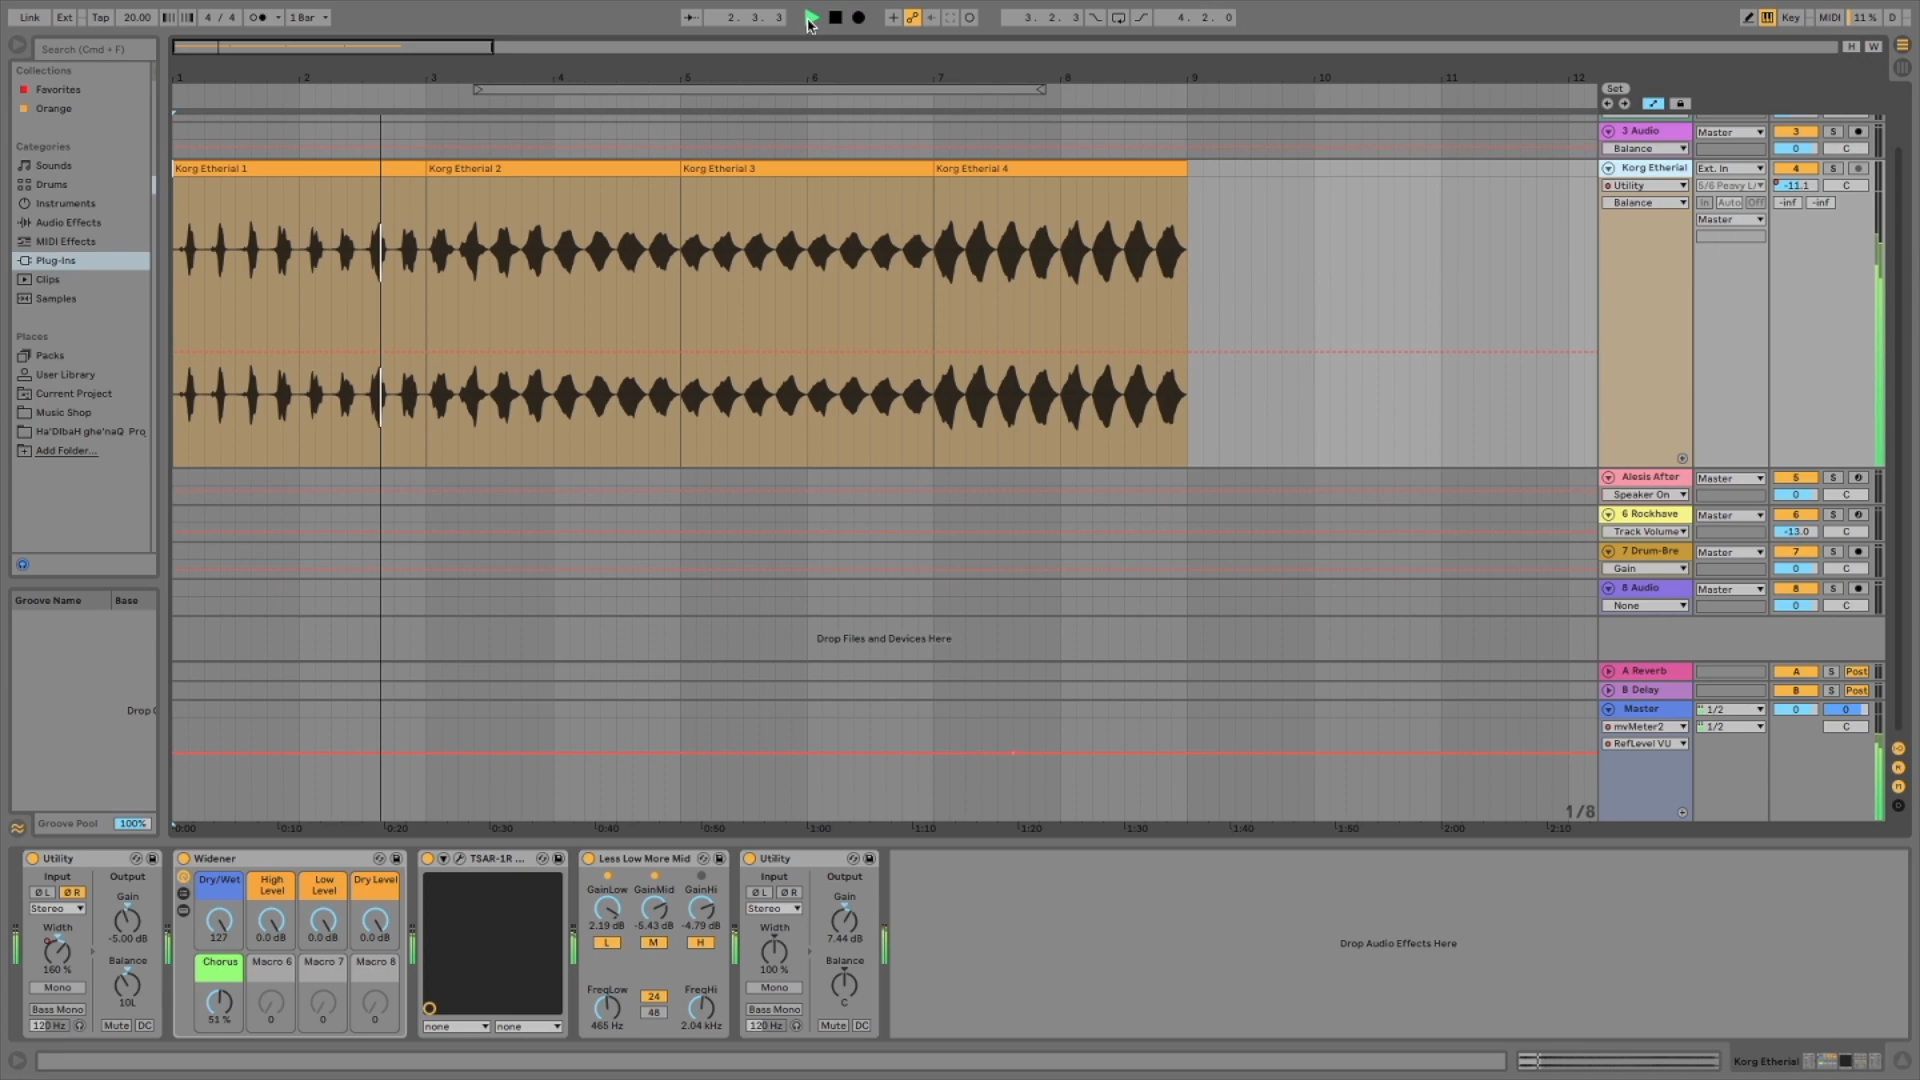 Link Ext Tap 20.00 4 / 4 1 Bar 2. 3. 3 3. 2. 3 4. 2. 0 Key MIDI 11 % D
Search (Cmd + F)
H W
Collections
Favorites
Orange
Categories
Sounds
Drums
Instruments
Audio Effects
MIDI Effects
Plug-Ins
Clips
Samples
Places
Packs
User Library
Current Project
Music Shop
Ha'DIbaH ghe'naQ Pro
Add Folder...
Groove Name Base
Drop
Groove Pool 100%
1 2 3 4 5 6 7 8 9 10 11 12
Set
Korg Etherial 1 Korg Etherial 2 Korg Etherial 3 Korg Etherial 4
3 Audio Master 3 S
Balance 0 C
Korg Etherial Ext. In 4 S
Utility 5/6 Peavy L/ -11.1 C
Balance In Auto Off -inf -inf
Master
Alesis After Master 5 S
Speaker On 0 C
6 Rockhave Master 6 S
Track Volume -13.0 C
7 Drum-Bre Master 7 S
Gain 0 C
8 Audio Master 8 S
None 0 C
Drop Files and Devices Here
A Reverb A S Post
B Delay B S Post
Master 1/2 0 0
mvMeter2 1/2 C
RefLevel VU
1/8
0:00 0:10 0:20 0:30 0:40 0:50 1:00 1:10 1:20 1:30 1:40 1:50 2:00 2:10
Utility
Input Output
Ø L Ø R
Gain
Stereo
-5.00 dB
Width
160 %
Balance
10L
Mono
Bass Mono
120 Hz Mute DC
Widener
Dry/Wet High Level Low Level Dry Level
127 0.0 dB 0.0 dB 0.0 dB
Chorus Macro 6 Macro 7 Macro 8
51 % 0 0 0
TSAR-1R ...
none none
Less Low More Mid
GainLow GainMid GainHi
2.19 dB -5.43 dB -4.79 dB
L M H
FreqLow 24 FreqHi
48
465 Hz 2.04 kHz
Utility
Input Output
Ø L Ø R
Gain
Stereo
7.44 dB
Width
100 %
Balance
C
Mono
Bass Mono
120 Hz Mute DC
Drop Audio Effects Here
Korg Etherial